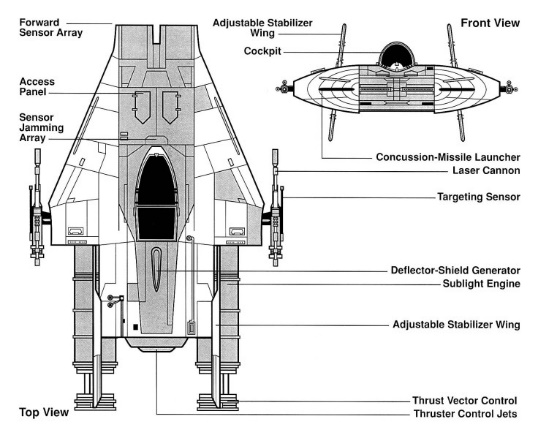 Forward
Sensor Array
Adjustable Stabilizer
Wing
Front View
Cockpit
Access
Panel
Sensor
Jamming
Array
Concussion-Missile Launcher
Laser Cannon
Targeting Sensor
Deflector-Shield Generator
Sublight Engine
Adjustable Stabilizer Wing
Thrust Vector Control
Top View
Thruster Control Jets